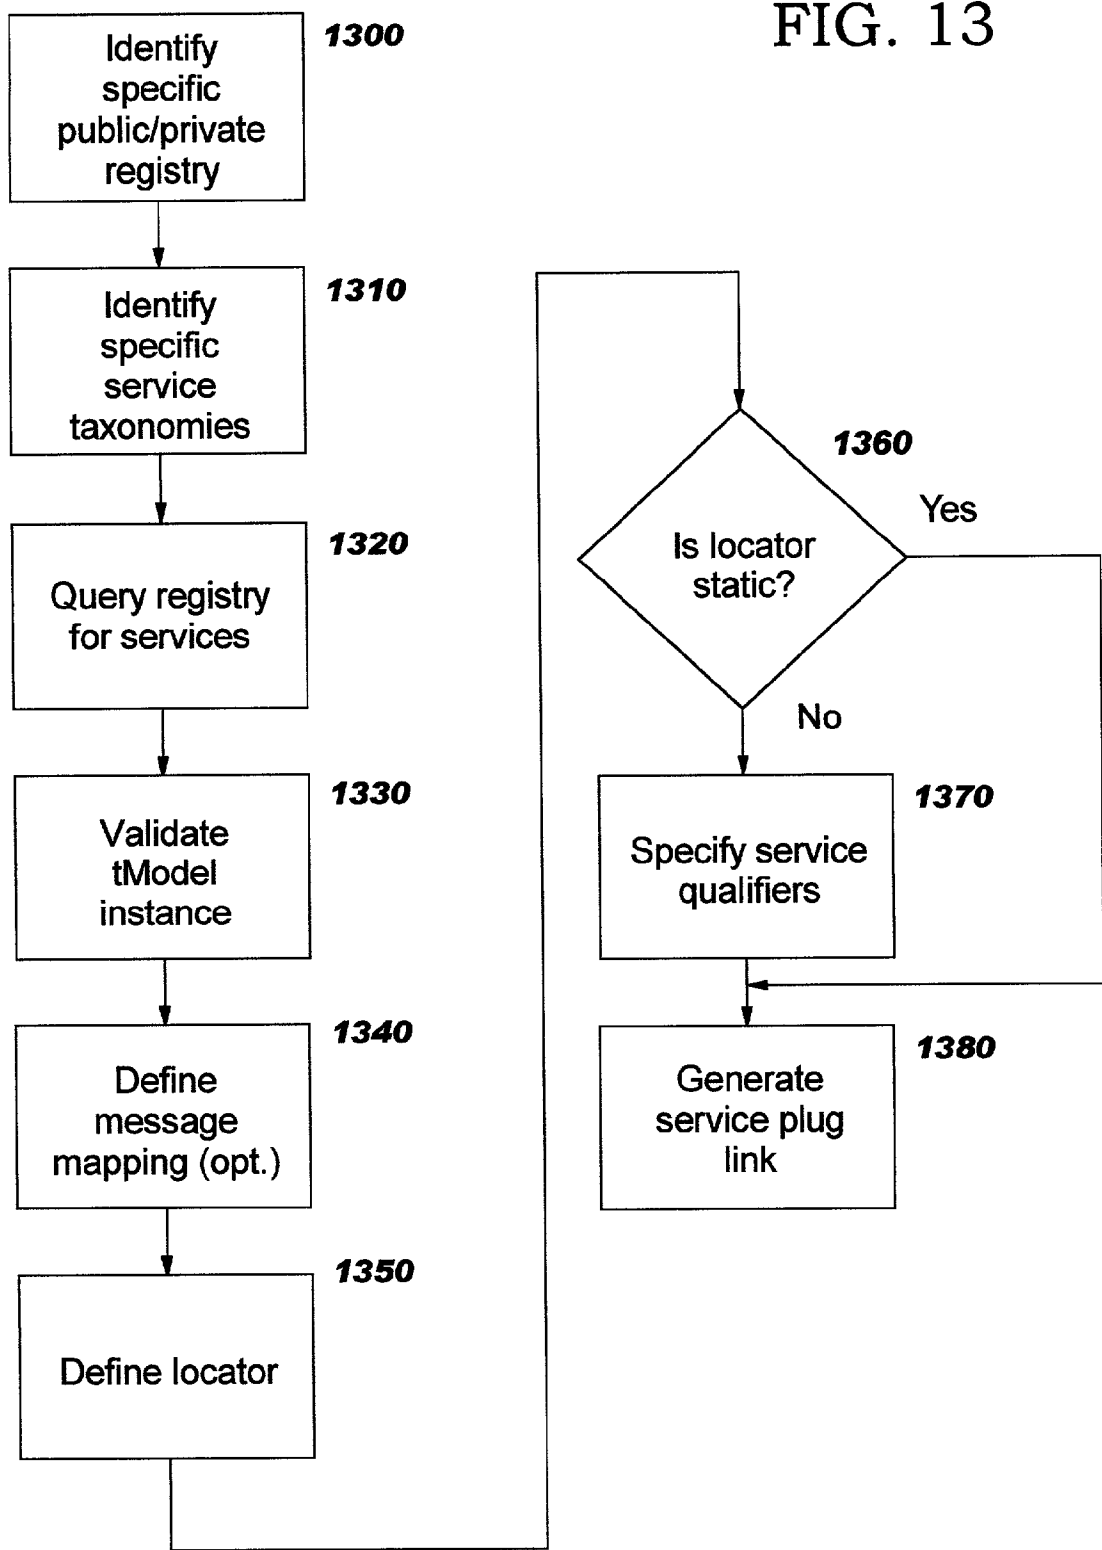 FIG. 13
Identify
specific
public/private
registry
1300
Identify
specific
service
taxonomies
1310
Query registry
for services
1320
Validate
tModel
instance
1330
Define
message
mapping (opt.)
1340
Define locator
1350
Is locator
static?
1360
Yes
No
Specify service
qualifiers
1370
Generate
service plug
link
1380